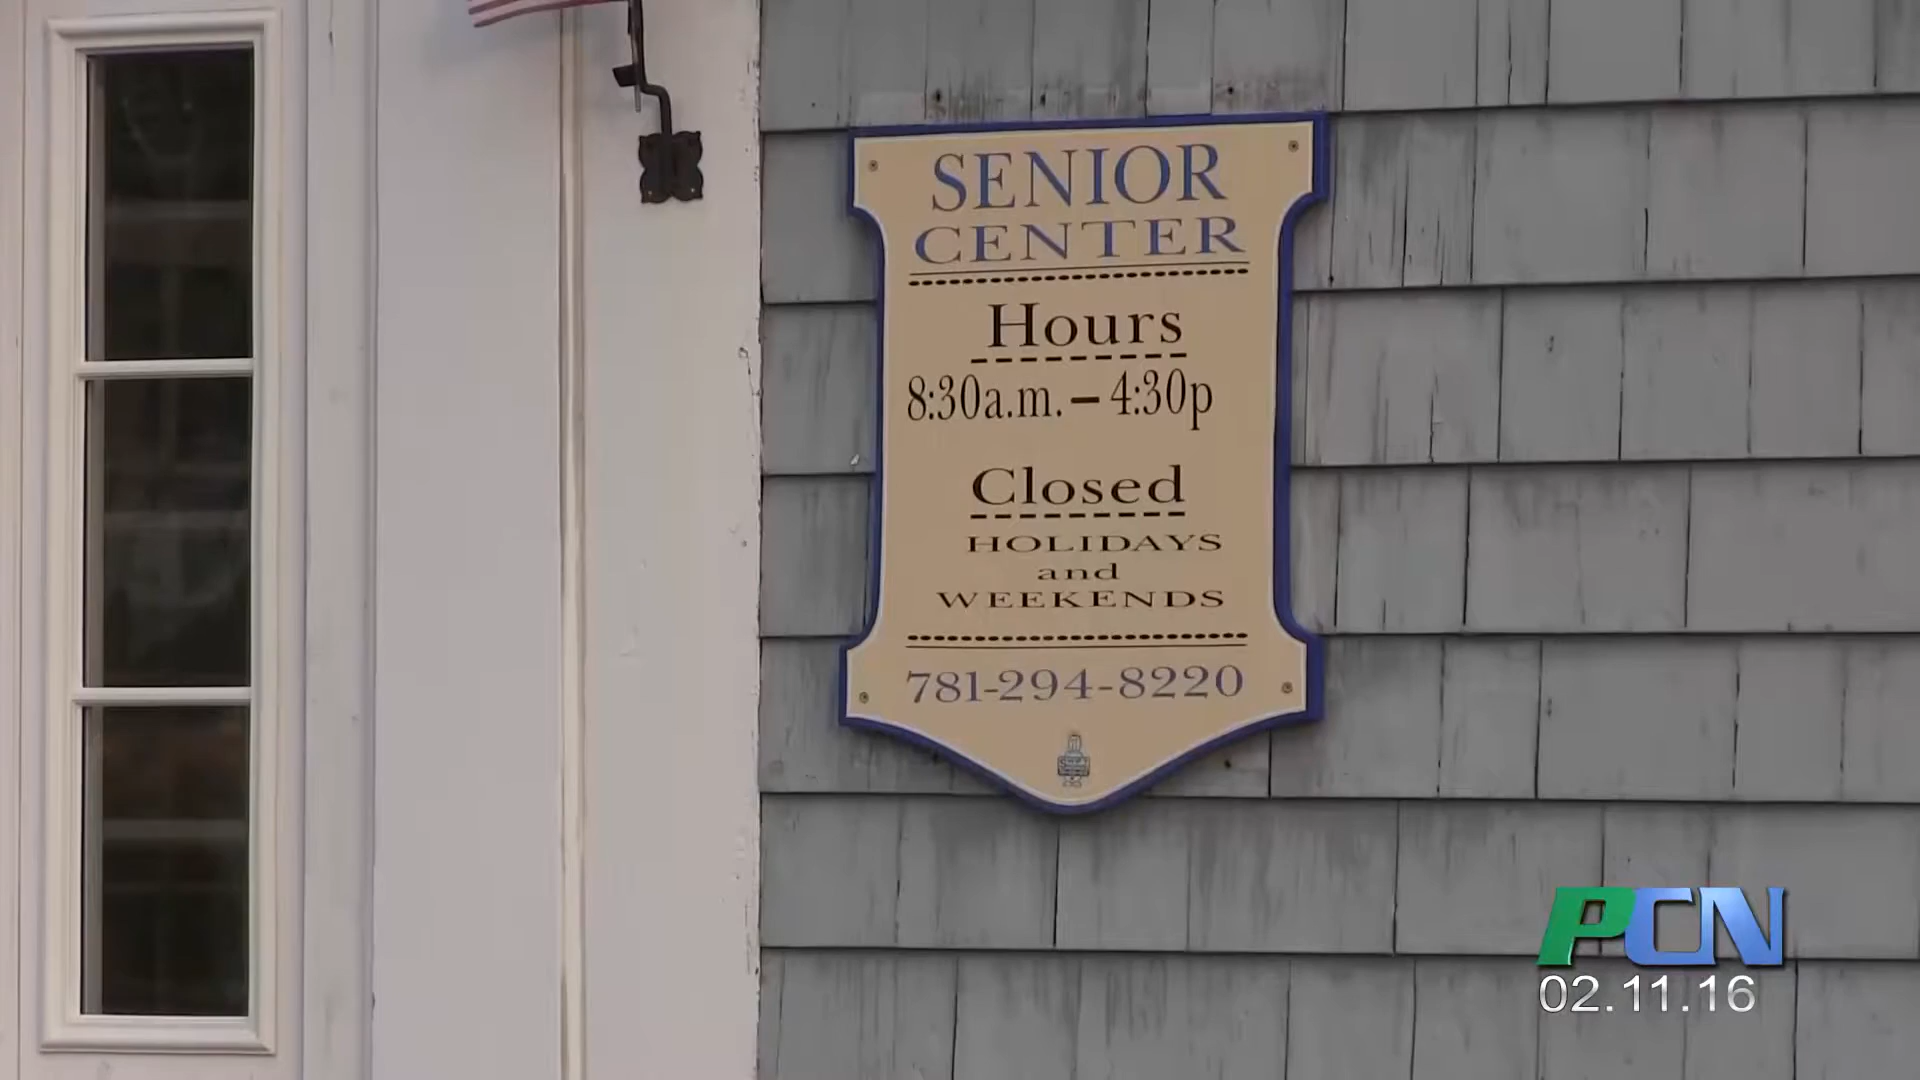 SENIOR
CENTER
Hours
8:30a.m. – 4:30p
Closed
HOLIDAYS
and
WEEKENDS
781-294-8220
PCN
02.11.16